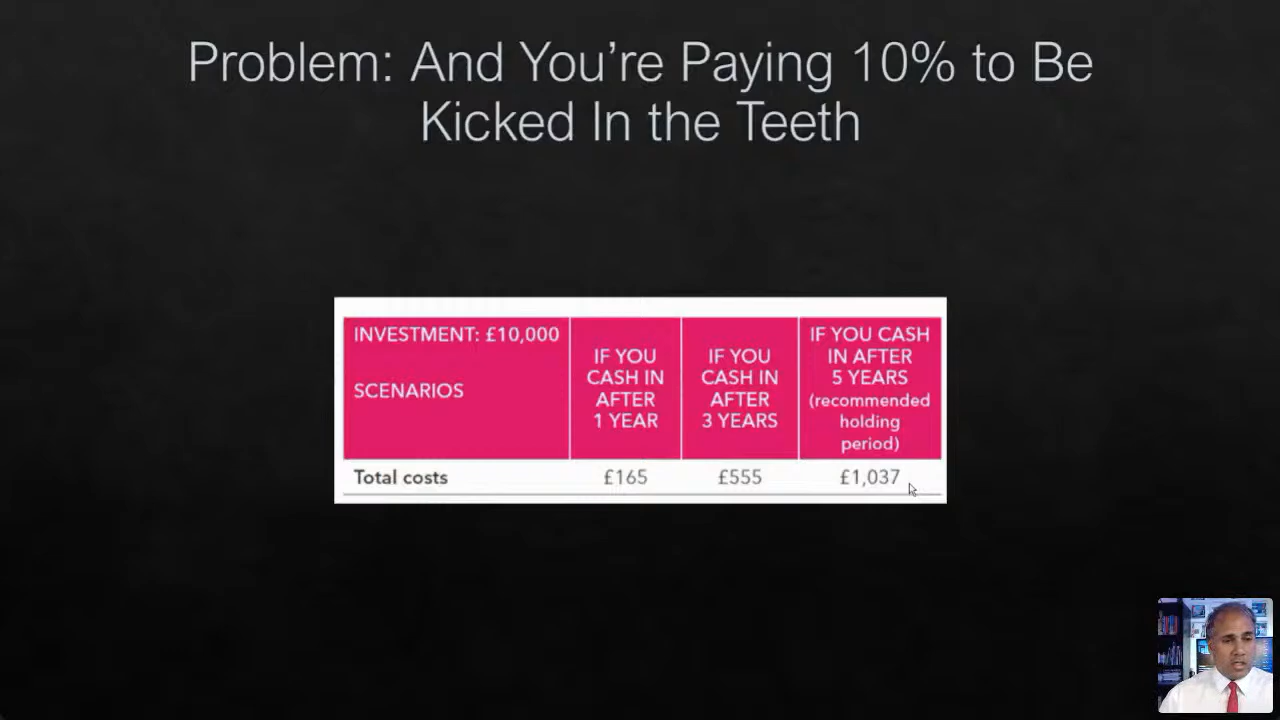 Problem: And You're Paying 10% to Be
Kicked In the Teeth
INVESTMENT: £10,000
SCENARIOS
IF YOU
CASH IN
AFTER
1 YEAR
IF YOU
CASH IN
AFTER
3 YEARS
IF YOU CASH
IN AFTER
5 YEARS
(recommended
holding
period)
Total costs £165 £555 £1,037